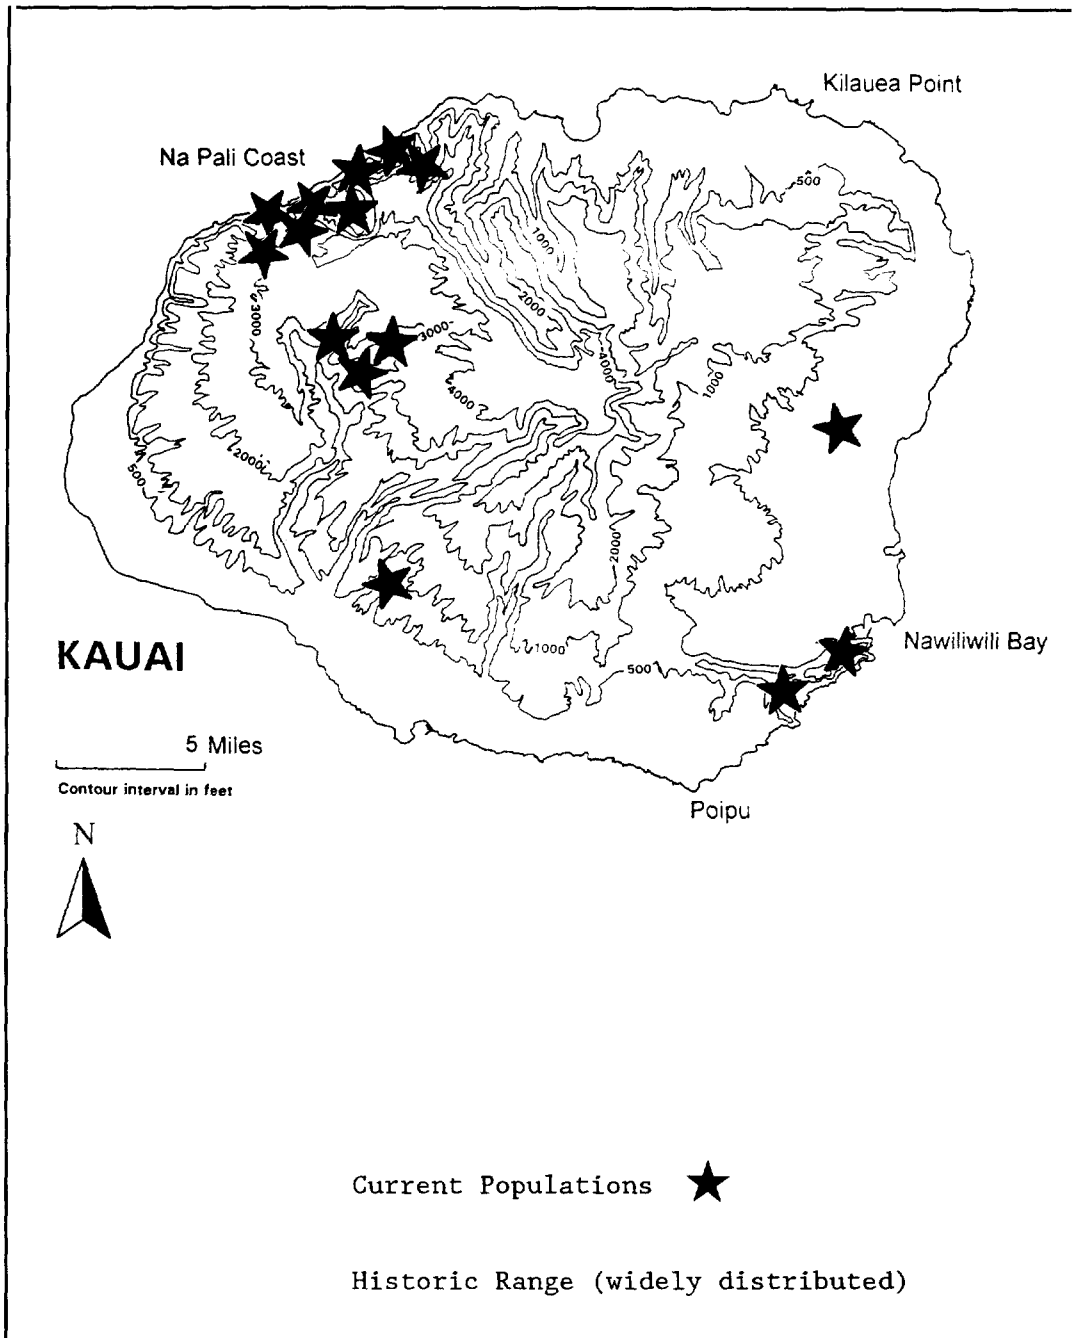 Kilauea Point
Na Pali Coast
500
1000
2000
3000
3000
4000
4000
1000
2000
500
2000
KAUAI
1000
500
Nawiliwili Bay
5 Miles
Contour interval in feet
Poipu
N
Current Populations
Historic Range (widely distributed)